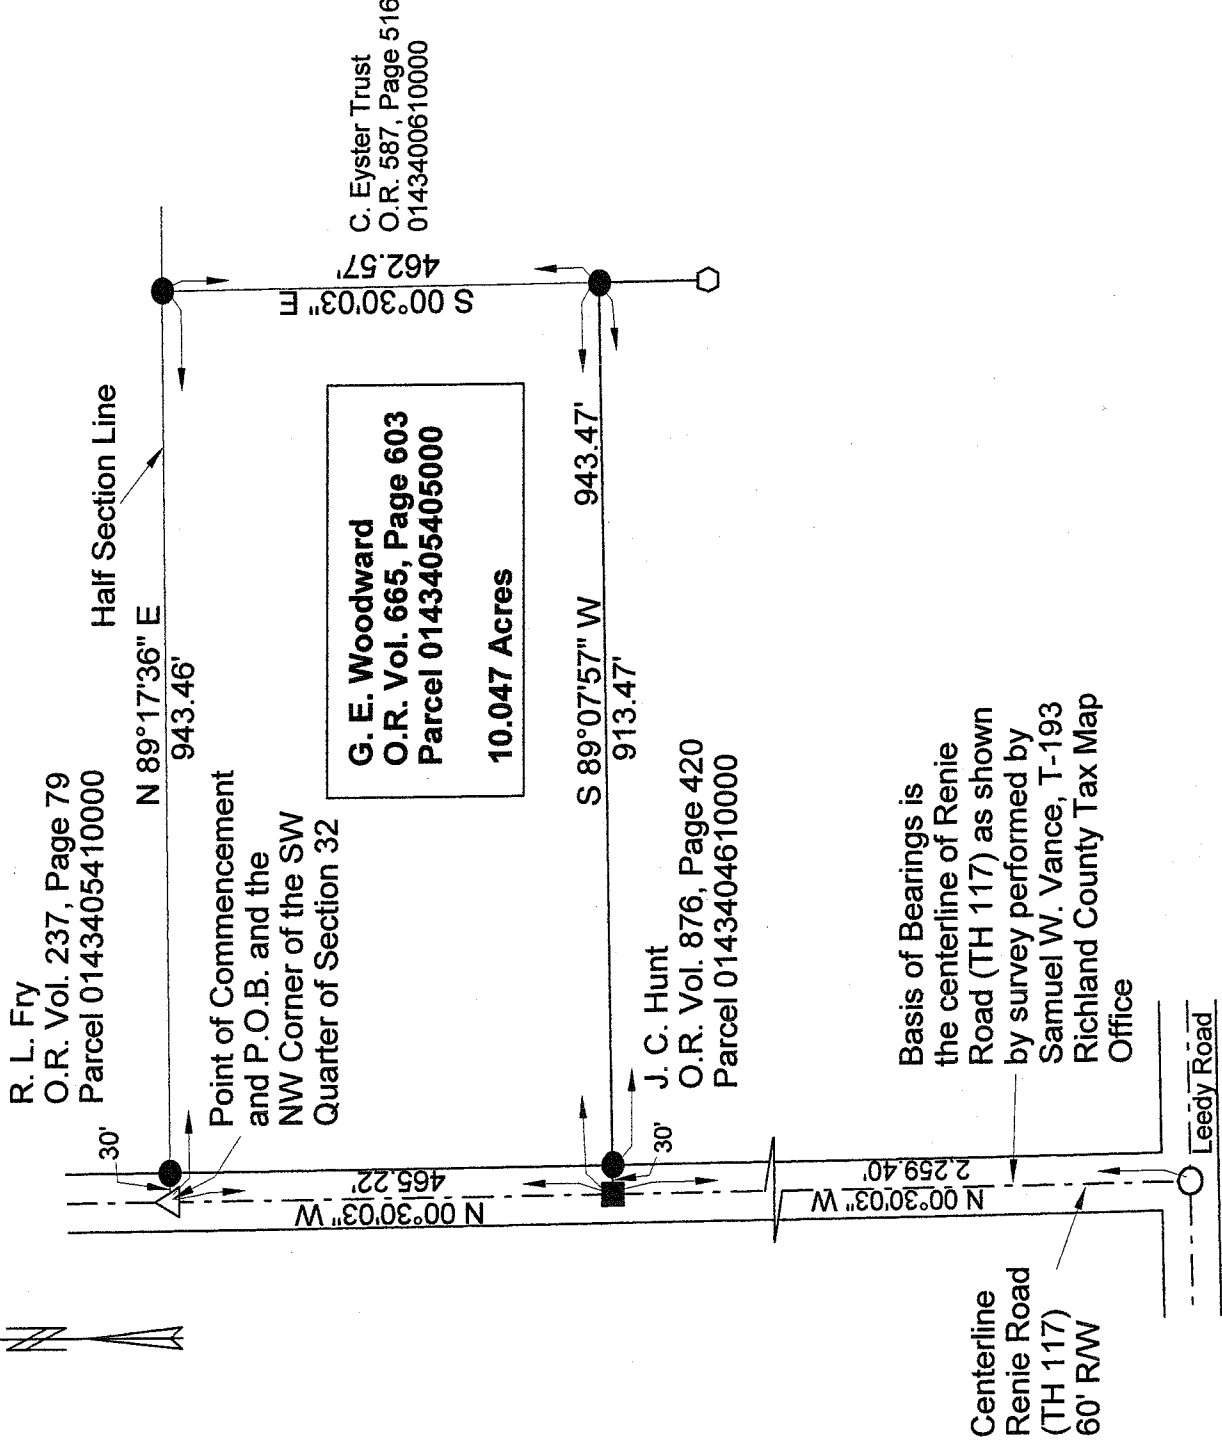 R. L. Fry
O.R. Vol. 237, Page 79
Parcel 0143405410000
30'
Point of Commencement
and P.O.B. and the
NW Corner of the SW
Quarter of Section 32
N 89°17'36" E
943.46'
Half Section Line
C. Eyster Trust
O.R. 587, Page 516
0143400610000
S 00°30'03" E
462.57'
G. E. Woodward
O.R. Vol. 665, Page 603
Parcel 0143405405000
10.047 Acres
N 00°30'03" W
465.22'
S 89°07'57" W
943.47'
913.47'
30'
J. C. Hunt
O.R. Vol. 876, Page 420
Parcel 0143404610000
N 00°30'03" W
2,259.40'
Basis of Bearings is
the centerline of Renie
Road (TH 117) as shown
by survey performed by
Samuel W. Vance, T-193
Richland County Tax Map
Office
Centerline
Renie Road
(TH 117)
60' R/W
Leedy Road
N